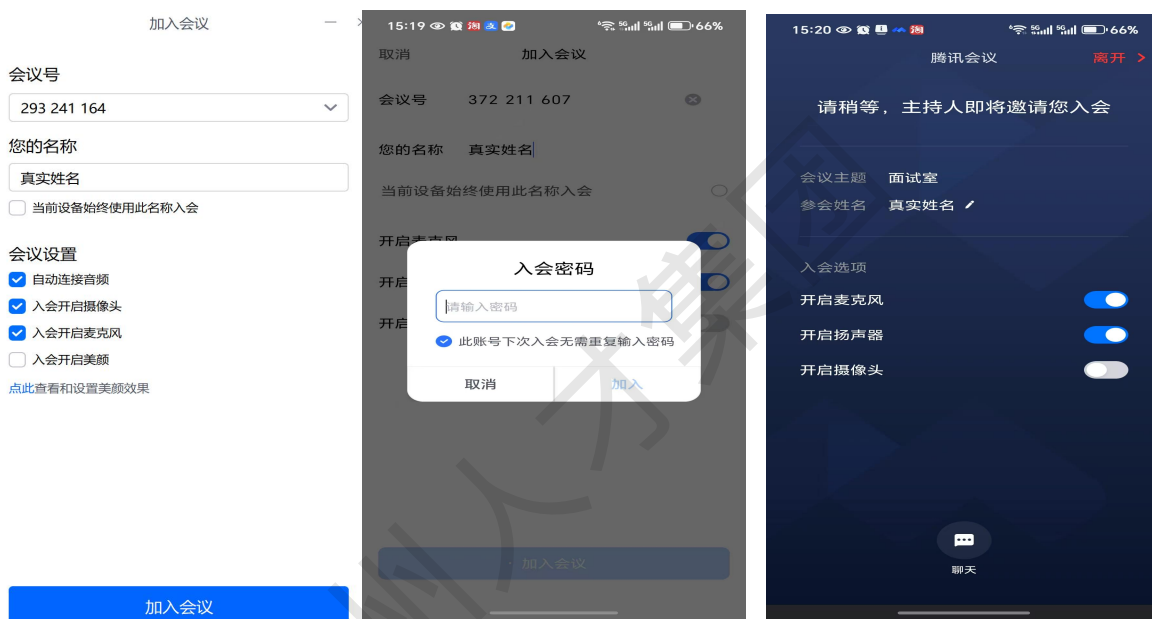 加入会议
会议号
293 241 164
您的名称
真实姓名
当前设备始终使用此名称入会
会议设置
自动连接音频
入会开启摄像头
入会开启麦克风
入会开启美颜
点此查看和设置美颜效果
加入会议
15:19
66%
取消
加入会议
会议号 372 211 607
您的名称 真实姓名
当前设备始终使用此名称入会
开启麦克风
开启
开启
入会密码
请输入密码
此账号下次入会无需重复输入密码
取消 加入
加入会议
15:20
66%
腾讯会议 离开
请稍等，主持人即将邀请您入会
会议主题 面试室
参会姓名 真实姓名
入会选项
开启麦克风
开启扬声器
开启摄像头
聊天
州人才集团